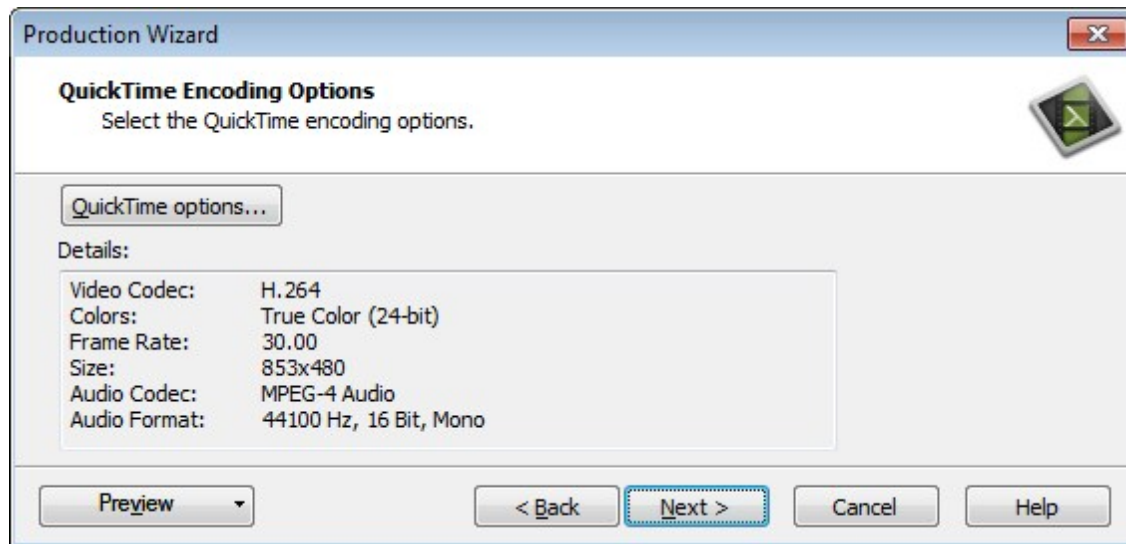 Production Wizard
QuickTime Encoding Options
Select the QuickTime encoding options.
QuickTime options...
Details:
Video Codec: H.264
Colors: True Color (24-bit)
Frame Rate: 30.00
Size: 853x480
Audio Codec: MPEG-4 Audio
Audio Format: 44100 Hz, 16 Bit, Mono
Preview < Back Next > Cancel Help